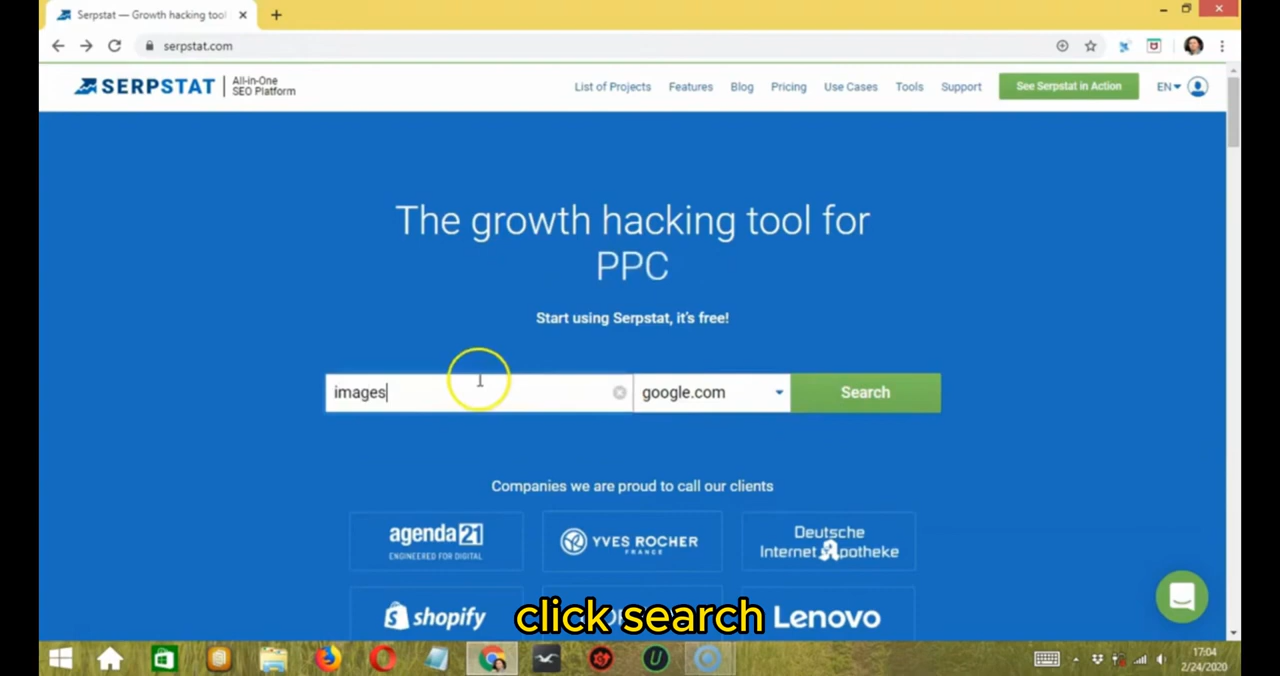 Serpstat — Growth hacking tool
serpstat.com
SERPSTAT
All-in-One
SEO Platform
List of Projects Features Blog Pricing Use Cases Tools Support See Serpstat in Action EN
The growth hacking tool for
PPC
Start using Serpstat, it's free!
images google.com Search
Companies we are proud to call our clients
agenda21
ENGINEERED FOR DIGITAL
YVES ROCHER
FRANCE
Deutsche
Internet Apotheke
shopify
Lenovo
click search
17:04
2/24/2020